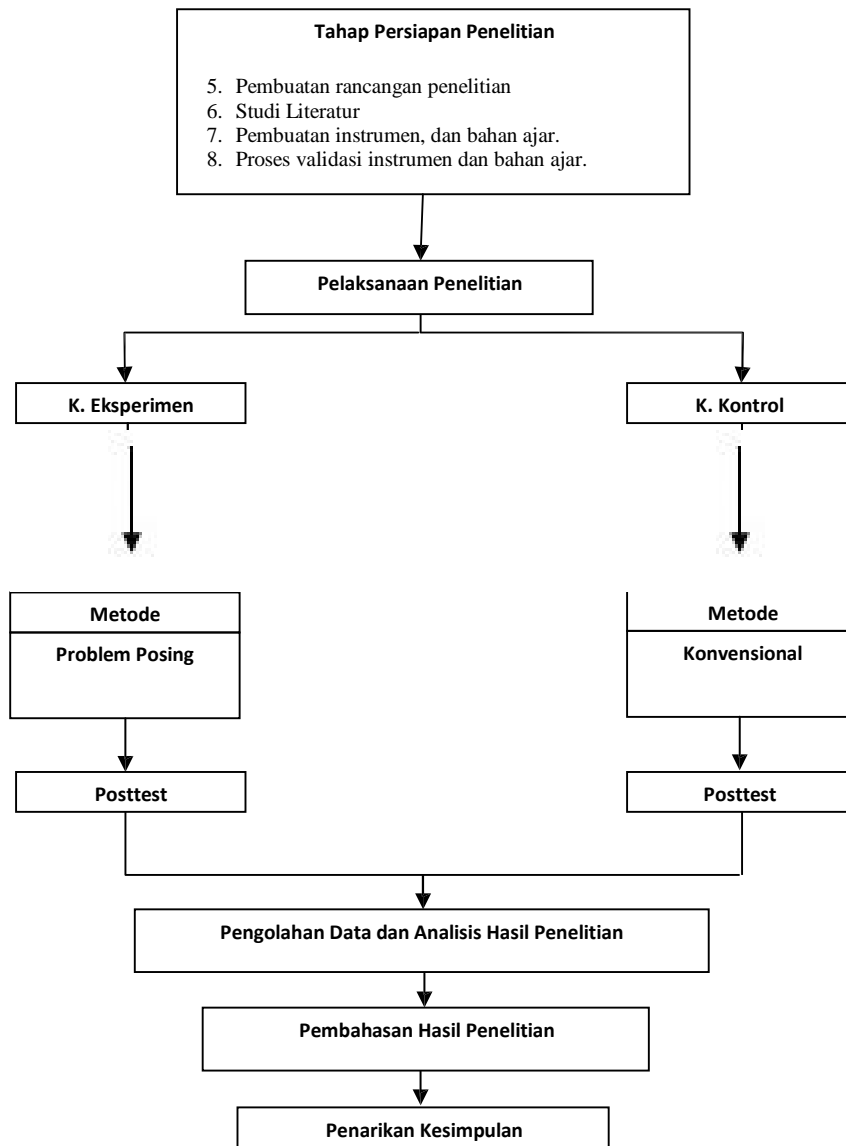 Tahap Persiapan Penelitian
5. Pembuatan rancangan penelitian
6. Studi Literatur
7. Pembuatan instrumen, dan bahan ajar.
8. Proses validasi instrumen dan bahan ajar.
Pelaksanaan Penelitian
K. Eksperimen
K. Kontrol
Metode
Problem Posing
Metode
Konvensional
Posttest
Posttest
Pengolahan Data dan Analisis Hasil Penelitian
Pembahasan Hasil Penelitian
Penarikan Kesimpulan